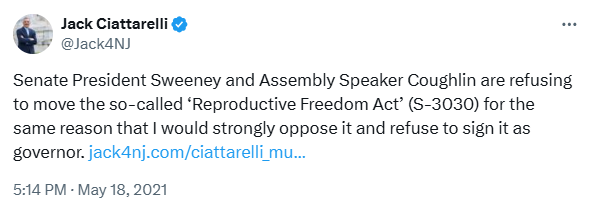 Jack Ciattarelli
@Jack4NJ
Senate President Sweeney and Assembly Speaker Coughlin are refusing
to move the so-called ‘Reproductive Freedom Act’ (S-3030) for the
same reason that I would strongly oppose it and refuse to sign it as
governor. jack4nj.com/ciattarelli_mu...
5:14 PM · May 18, 2021